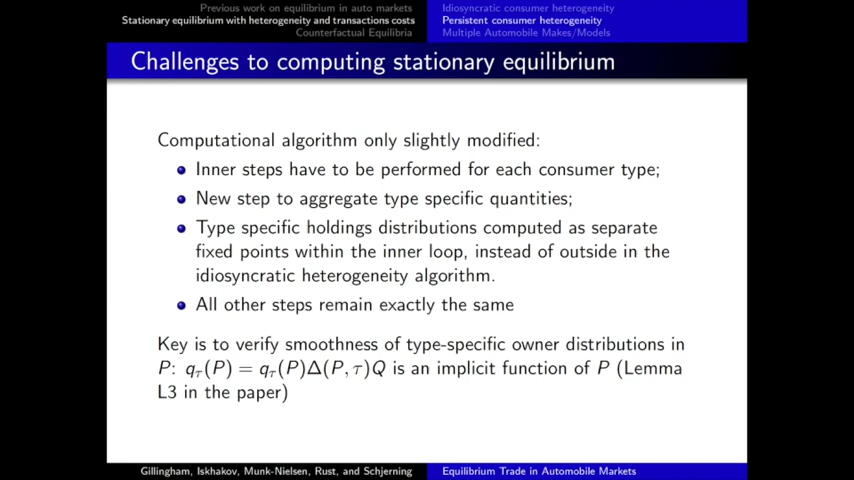 Previous work on equilibrium in auto markets
Stationary equilibrium with heterogeneity and transactions costs
Counterfactual Equilibria
Idiosyncratic consumer heterogeneity
Persistent consumer heterogeneity
Multiple Automobile Makes/Models
Challenges to computing stationary equilibrium
Computational algorithm only slightly modified:
Inner steps have to be performed for each consumer type;
New step to aggregate type specific quantities;
Type specific holdings distributions computed as separate
fixed points within the inner loop, instead of outside in the
idiosyncratic heterogeneity algorithm.
All other steps remain exactly the same
Key is to verify smoothness of type-specific owner distributions in
P: qτ(P) = qτ(P)Δ(P, τ)Q is an implicit function of P (Lemma
L3 in the paper)
Gillingham, Iskhakov, Munk-Nielsen, Rust, and Schjerning
Equilibrium Trade in Automobile Markets